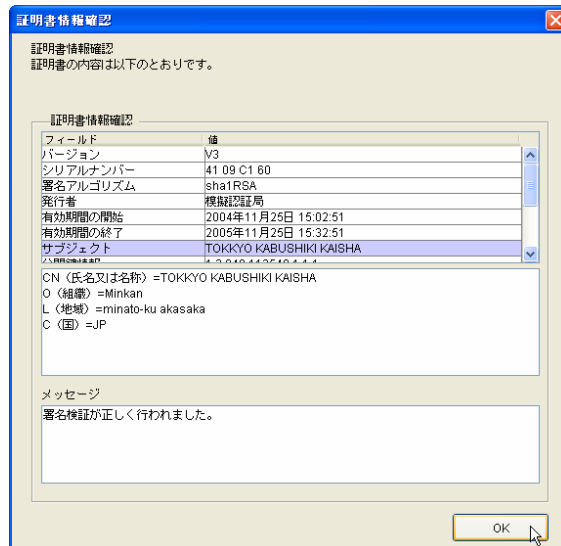 証明書情報確認
証明書情報確認
証明書の内容は以下のとおりです。
証明書情報確認
フィールド 値
バージョン V3
シリアルナンバー 41 09 C1 60
署名アルゴリズム sha1RSA
発行者 模擬認証局
有効期間の開始 2004年11月25日 15:02:51
有効期間の終了 2005年11月25日 15:32:51
サブジェクト TOKKYO KABUSHIKI KAISHA
CN（氏名又は名称）=TOKKYO KABUSHIKI KAISHA
O（組織）=Minkan
L（地域）=minato-ku akasaka
C（国）=JP
メッセージ
署名検証が正しく行われました。
OK